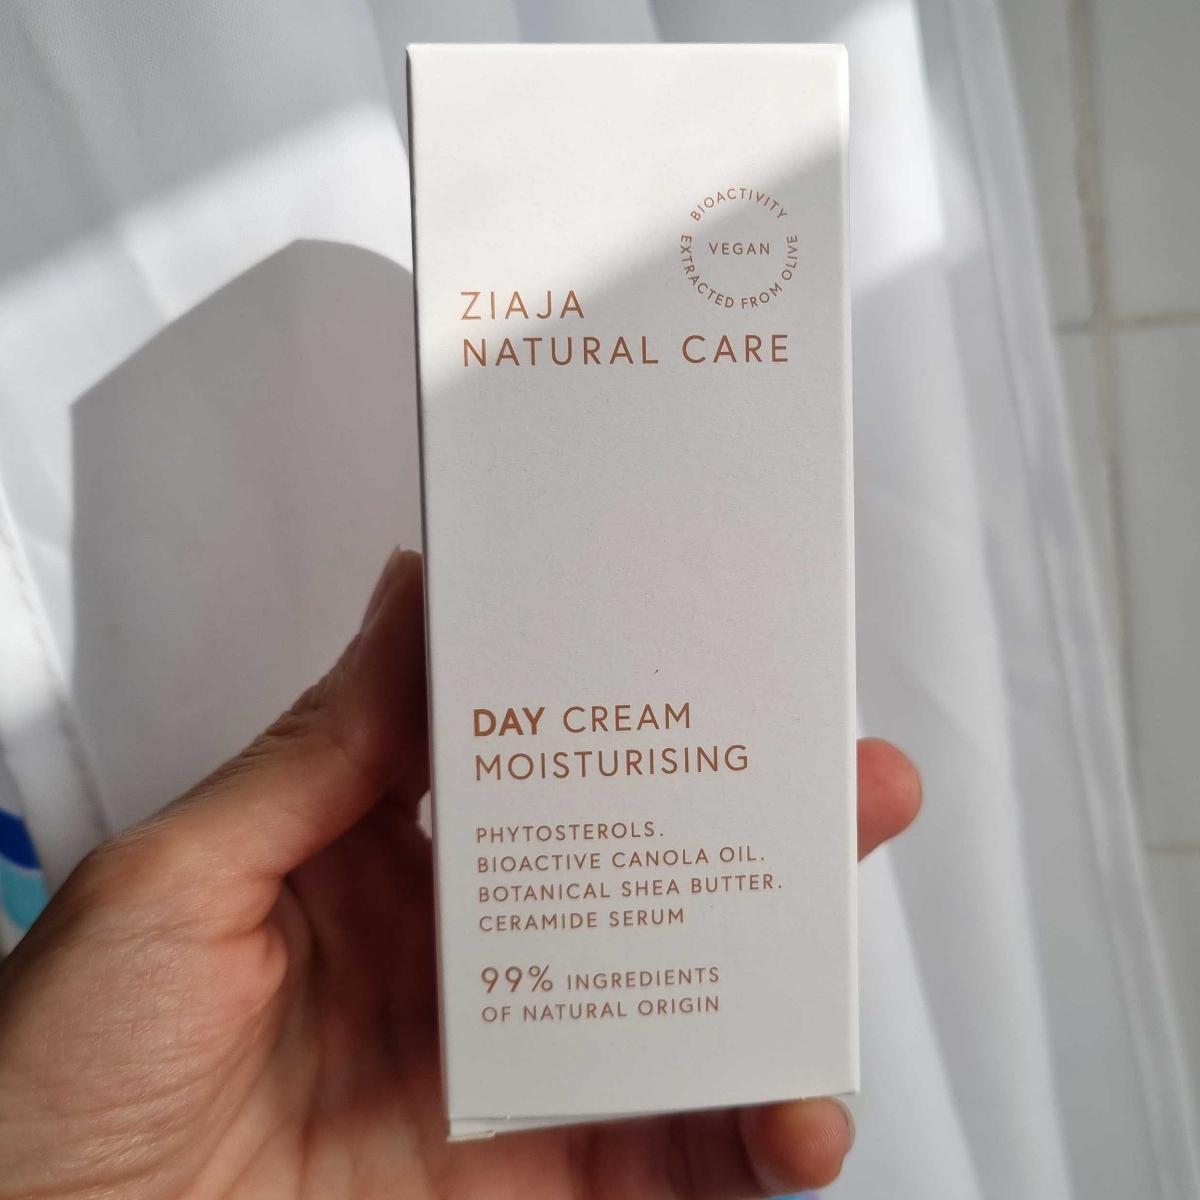 BIOACTIVITY
VEGAN
EXTRACTED FROM OLIVE
ZIAJA
NATURAL CARE
DAY CREAM
MOISTURISING
PHYTOSTEROLS.
BIOACTIVE CANOLA OIL.
BOTANICAL SHEA BUTTER.
CERAMIDE SERUM
99% INGREDIENTS
OF NATURAL ORIGIN